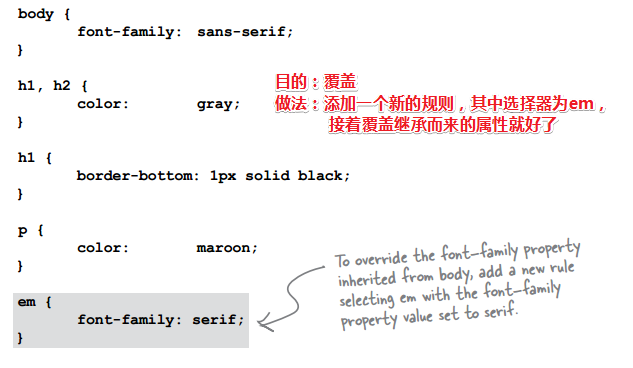 body {
font-family: sans-serif;
}
h1, h2 {
color: gray;
}
目的：覆盖
做法：添加一个新的规则，其中选择器为em，
接着覆盖继承而来的属性就好了
h1 {
border-bottom: 1px solid black;
}
p {
color: maroon;
}
To override the font-family property
inherited from body, add a new rule
selecting em with the font-family
property value set to serif.
em {
font-family: serif;
}